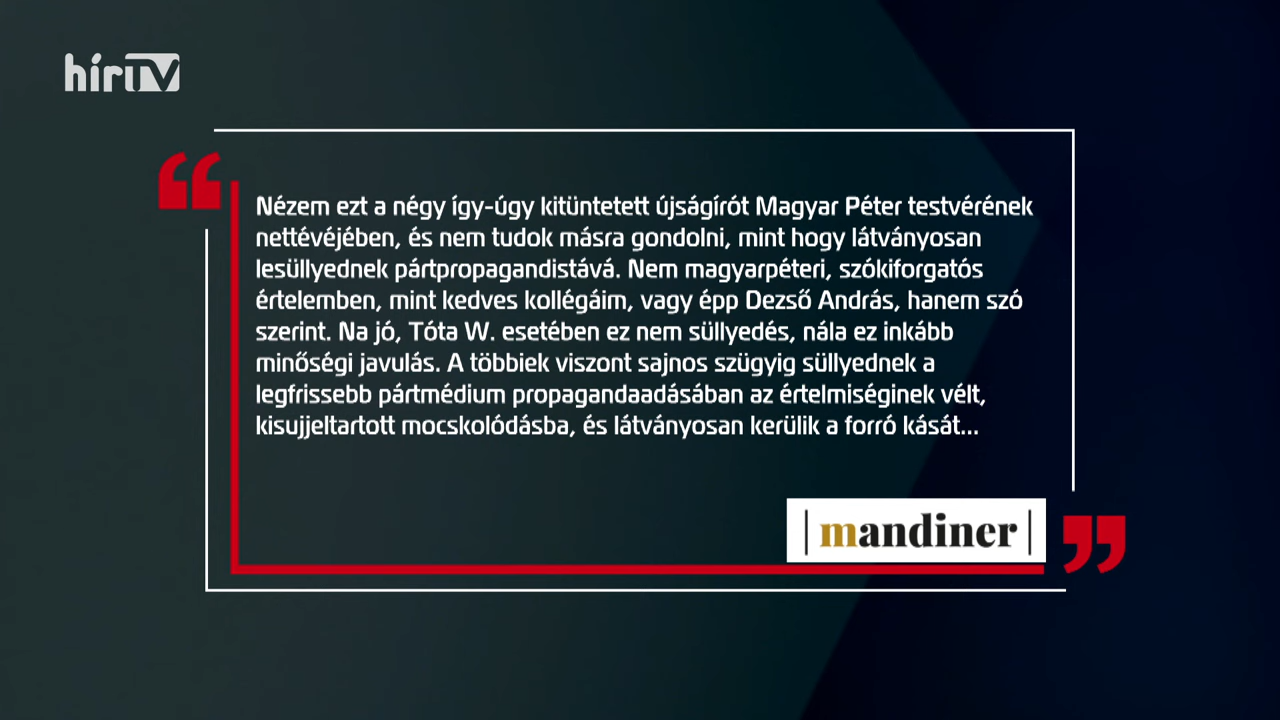 hírTV
Nézem ezt a négy így-úgy kitüntetett újságírót Magyar Péter testvérének
nettévéjében, és nem tudok másra gondolni, mint hogy látványosan
lesüllyednek pártpropagandistává. Nem magyarpéteri, szókiforgatós
értelemben, mint kedves kollégáim, vagy épp Dezső András, hanem szó
szerint. Na jó, Tóta W. esetében ez nem süllyedés, nála ez inkább
minőségi javulás. A többiek viszont sajnos szügyig süllyednek a
legfrissebb pártmédium propagandaadásában az értelmiséginek vélt,
kisujjeltartott mocskolódásba, és látványosan kerülik a forró kását...
| mandiner |